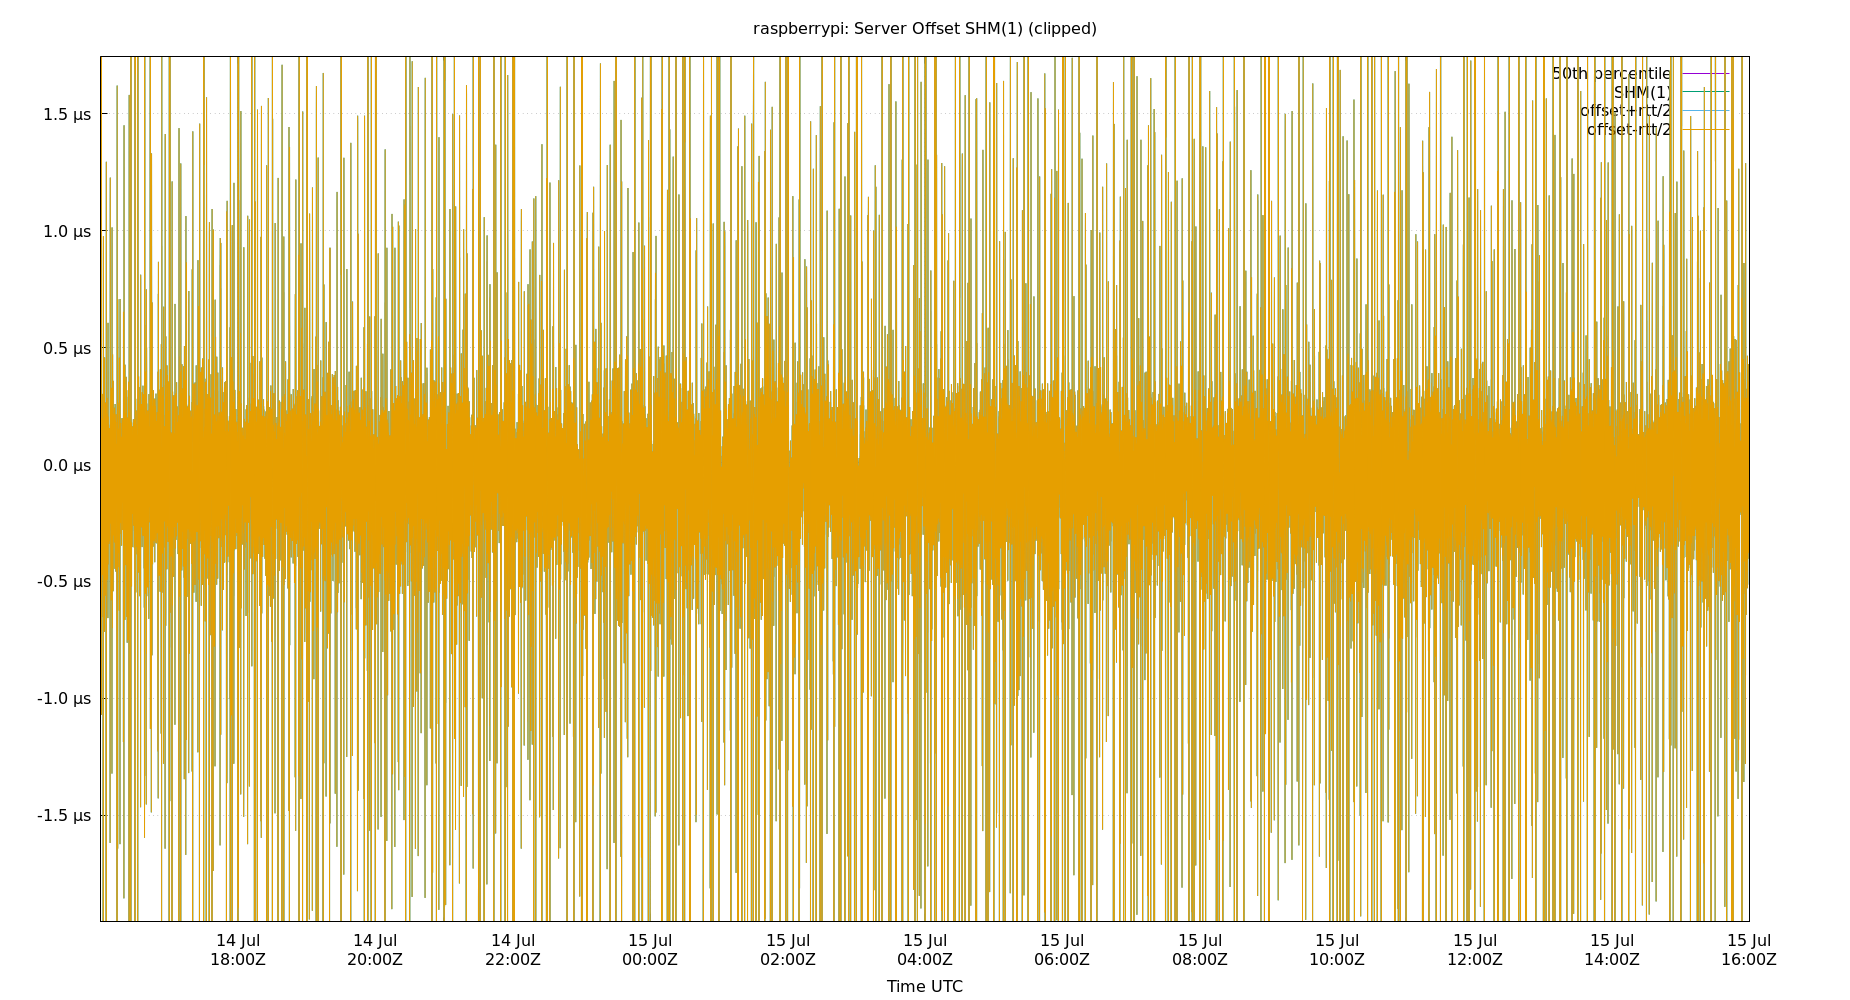 raspberrypi: Server Offset SHM(1) (clipped)
50th percentile
SHM(1)
offset+rtt/2
offset-rtt/2
1.5 µs
1.0 µs
0.5 µs
0.0 µs
-0.5 µs
-1.0 µs
-1.5 µs
14 Jul 14 Jul 14 Jul 15 Jul 15 Jul 15 Jul 15 Jul 15 Jul 15 Jul 15 Jul 15 Jul 15 Jul
18:00Z 20:00Z 22:00Z 00:00Z 02:00Z 04:00Z 06:00Z 08:00Z 10:00Z 12:00Z 14:00Z 16:00Z
Time UTC